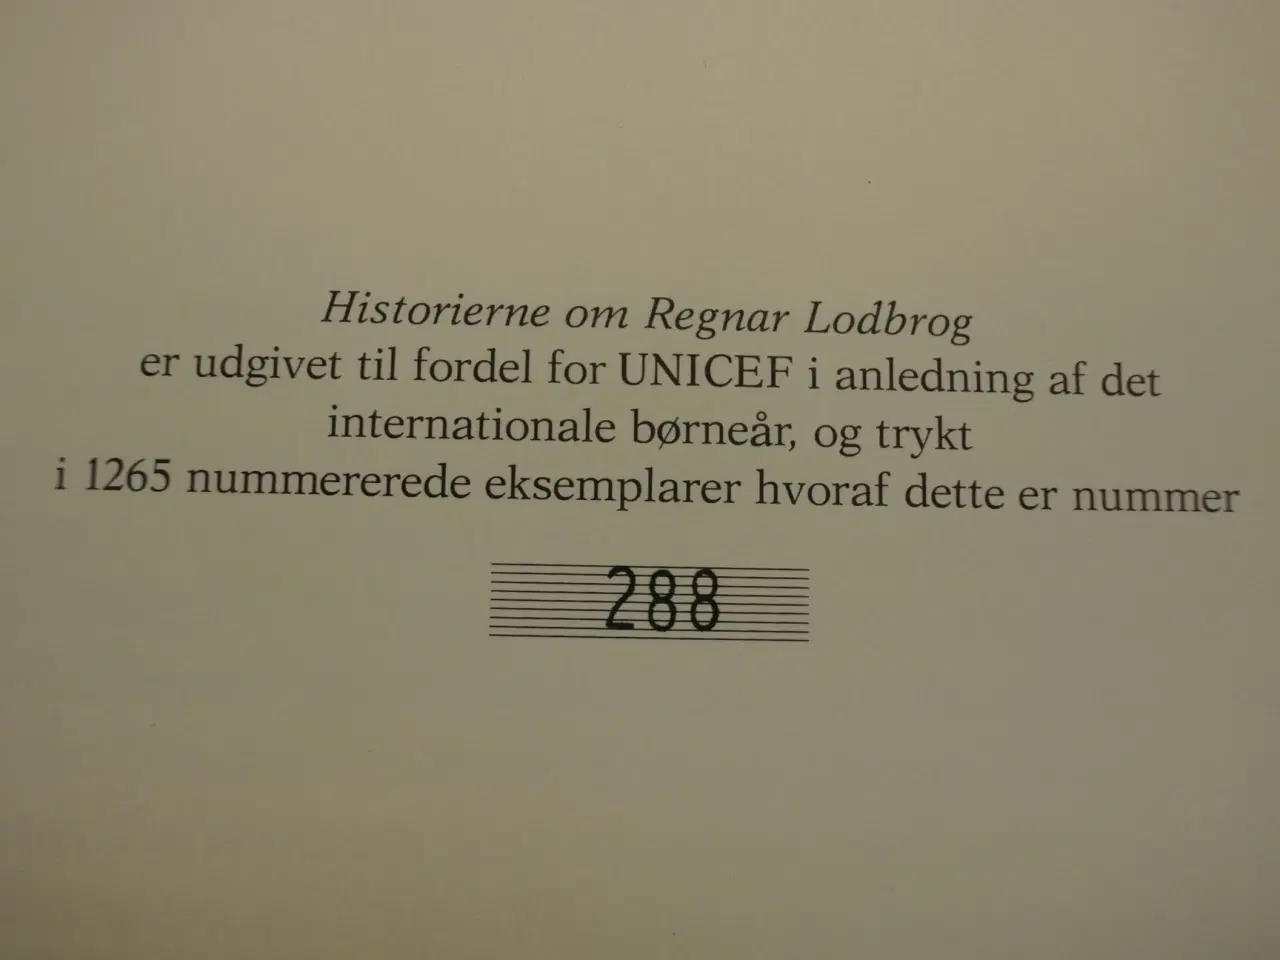 Historierne om Regnar Lodbrog
er udgivet til fordel for UNICEF i anledning af det
internationale børneår, og trykt
i 1265 nummererede eksemplarer hvoraf dette er nummer
288